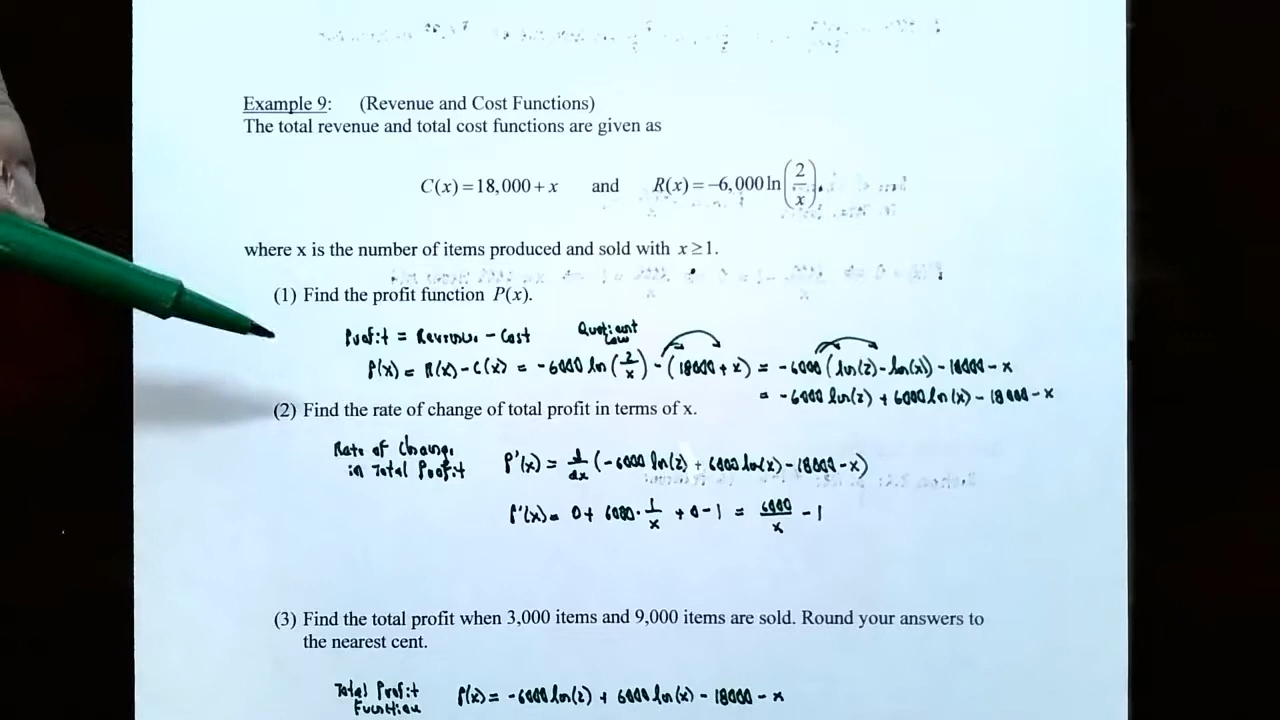 Example 9: (Revenue and Cost Functions)
The total revenue and total cost functions are given as
C(x) = 18,000 + x and R(x) = −6,000 ln(2/x),
where x is the number of items produced and sold with x ≥ 1.
(1) Find the profit function P(x).
Profit = Revenue − Cost Quotient Law
P(x) = R(x) − C(x) = −6000 ln(2/x) − (18000 + x) = −6000 (ln(2) − ln(x)) − 18000 − x
= −6000 ln(2) + 6000 ln(x) − 18000 − x
(2) Find the rate of change of total profit in terms of x.
Rate of Change
in Total Profit P'(x) = d/dx (−6000 ln(2) + 6000 ln(x) − 18000 − x)
P'(x) = 0 + 6000 · 1/x + 0 − 1 = 6000/x − 1
(3) Find the total profit when 3,000 items and 9,000 items are sold. Round your answers to
the nearest cent.
Total Profit
Function P(x) = −6000 ln(2) + 6000 ln(x) − 18000 − x